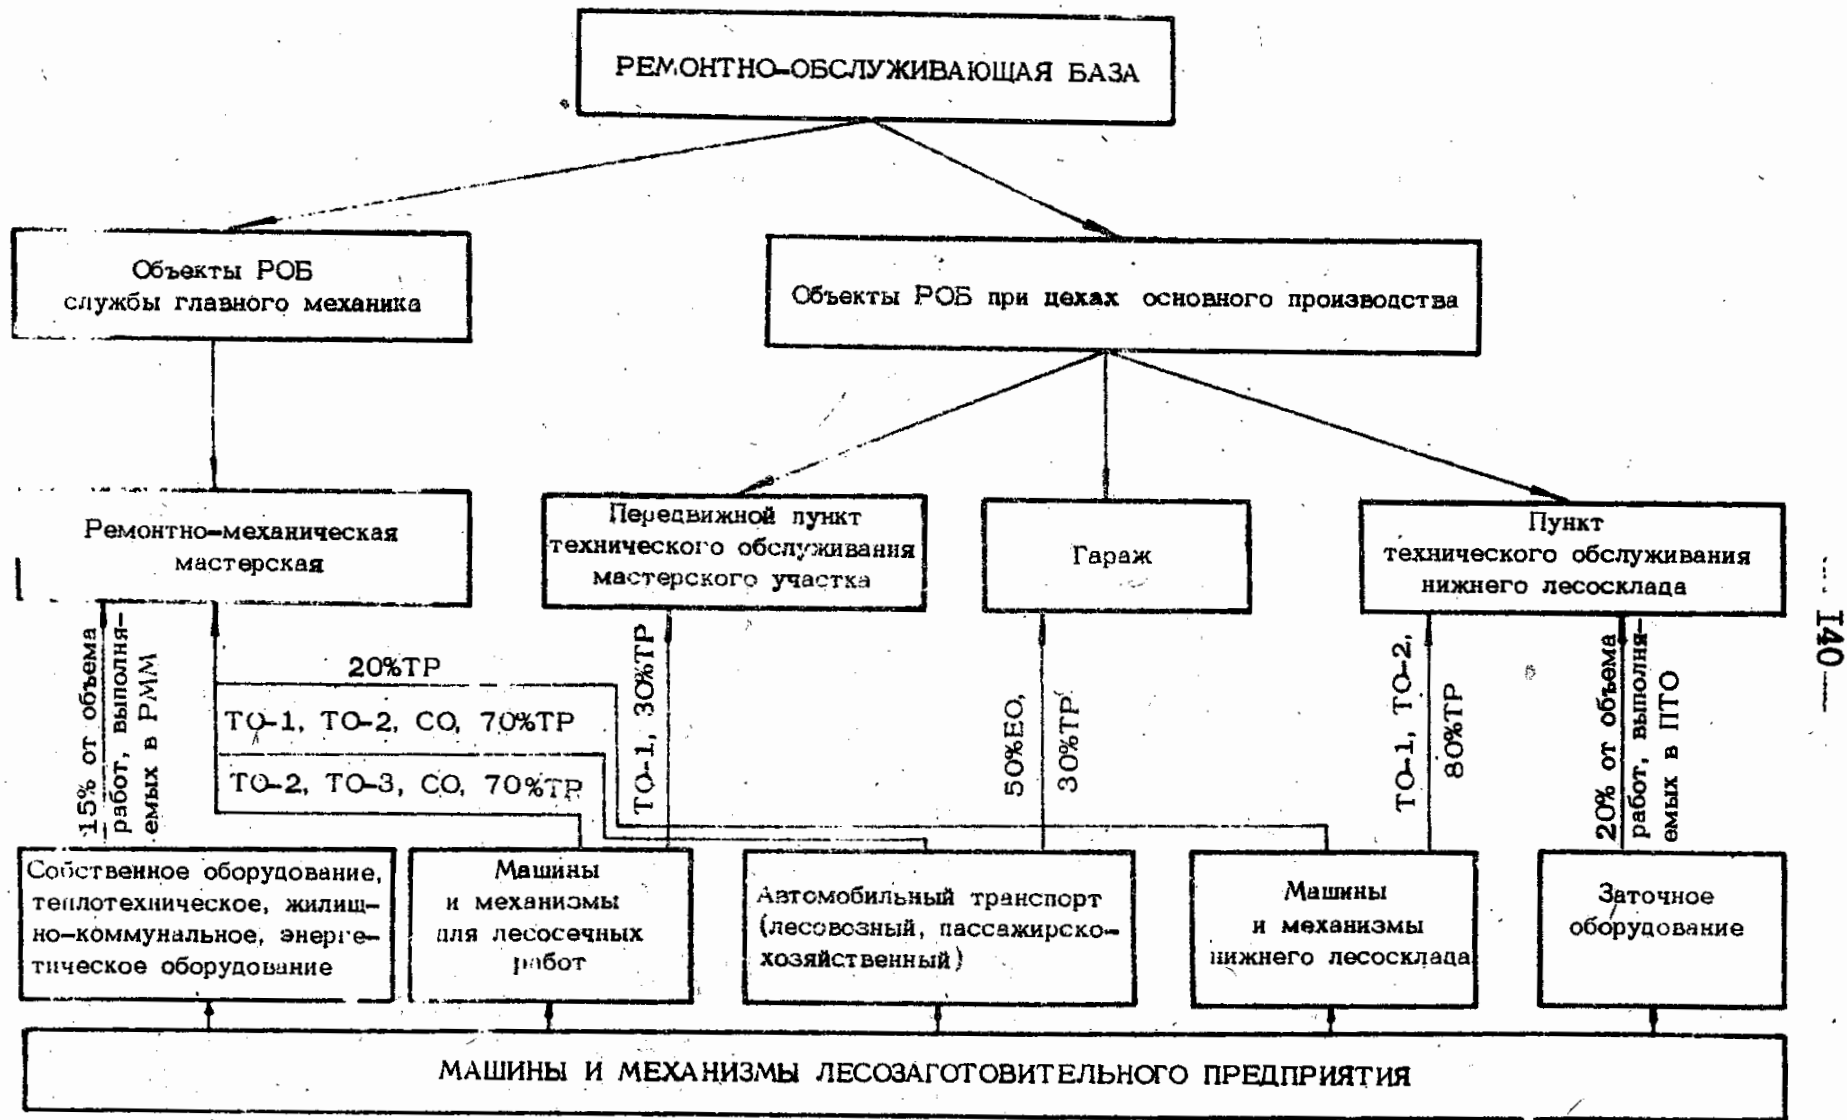 РЕМОНТНО-ОБСЛУЖИВАЮЩАЯ БАЗА
Объекты РОБ
службы главного механика
Объекты РОБ при цехах основного производства
Ремонтно-механическая
мастерская
Передвижной пункт
технического обслуживания
мастерского участка
Гараж
Пункт
технического обслуживания
нижнего лесосклада
15% от объема
работ, выполня-
емых в РММ
20%ТР
ТО-1, ТО-2, СО, 70%ТР
ТО-2, ТО-3, СО, 70%ТР
ТО-1, 30%ТР
50%ЕО,
30%ТР
ТО-1, ТО-2,
80%ТР
20% от объема
работ, выполня-
емых в ПТО
Собственное оборудование,
теплотехническое, жилищ-
но-коммунальное, энерге-
тическое оборудование
Машины
и механизмы
для лесосечных
работ
Автомобильный транспорт
(лесовозный, пассажирско-
хозяйственный)
Машины
и механизмы
нижнего лесосклада
Заточное
оборудование
МАШИНЫ И МЕХАНИЗМЫ ЛЕСОЗАГОТОВИТЕЛЬНОГО ПРЕДПРИЯТИЯ
140